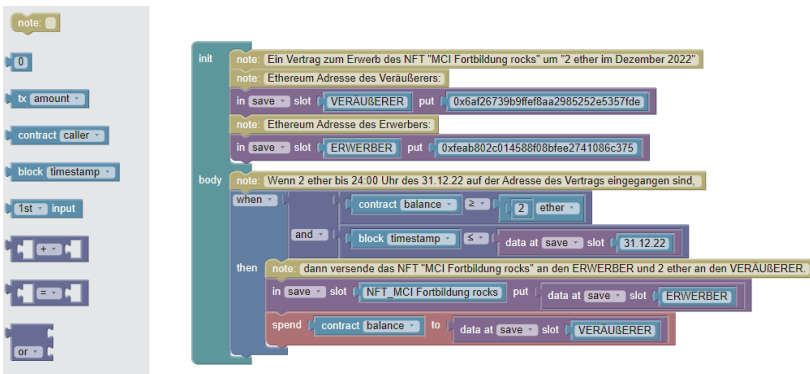 note:
0
tx amount
contract caller
block timestamp
1st input
+
=
or
init
note: Ein Vertrag zum Erwerb des NFT "MCI Fortbildung rocks" um "2 ether im Dezember 2022"
note: Ethereum Adresse des Veräußerers:
in save slot VERÄUßERER put 0x6af26739b9ffef8aa2985252e5357fde
note: Ethereum Adresse des Erwerbers:
in save slot ERWERBER put 0xfeab802c014588f08bfee2741086c375
body note: Wenn 2 ether bis 24:00 Uhr des 31.12.22 auf der Adresse des Vertrags eingegangen sind,
when contract balance ≥ 2 ether
and block timestamp ≤ data at save slot 31.12.22
then note: dann versende das NFT "MCI Fortbildung rocks" an den ERWERBER und 2 ether an den VERÄUßERER.
in save slot NFT_MCI Fortbildung rocks put data at save slot ERWERBER
spend contract balance to data at save slot VERÄUßERER